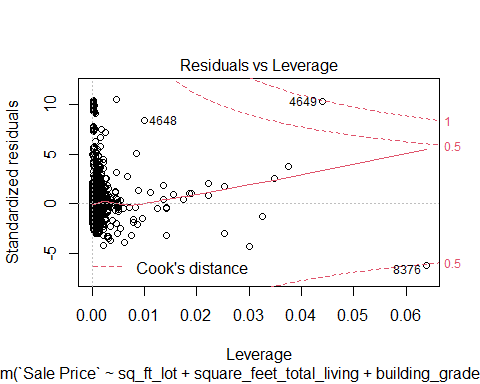 Residuals vs Leverage
Standardized residuals
10
5
0
-5
4649
4648
8376
1
0.5
0.5
Cook's distance
0.00 0.01 0.02 0.03 0.04 0.05 0.06
Leverage
m(`Sale Price` ~ sq_ft_lot + square_feet_total_living + building_grade